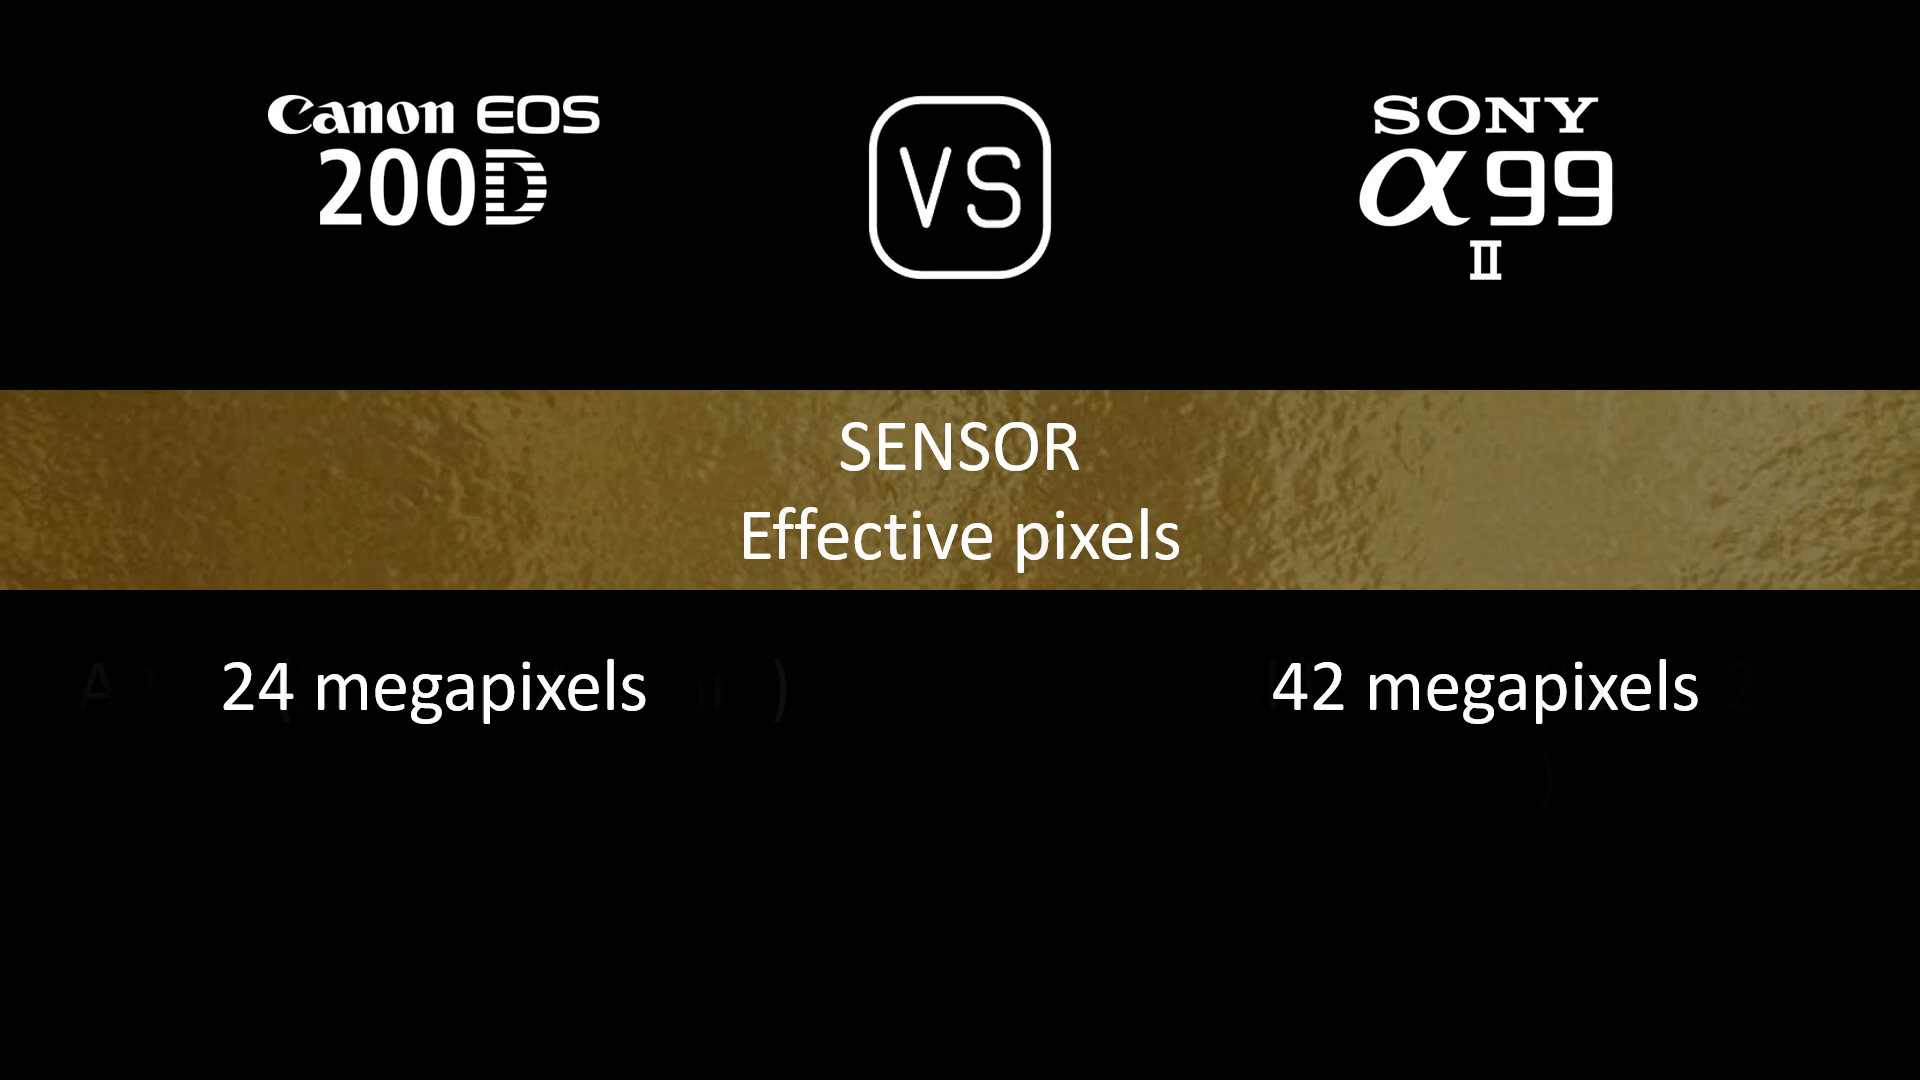 Canon EOS
200D
VS
SONY
α99
II
SENSOR
Effective pixels
24 megapixels
42 megapixels